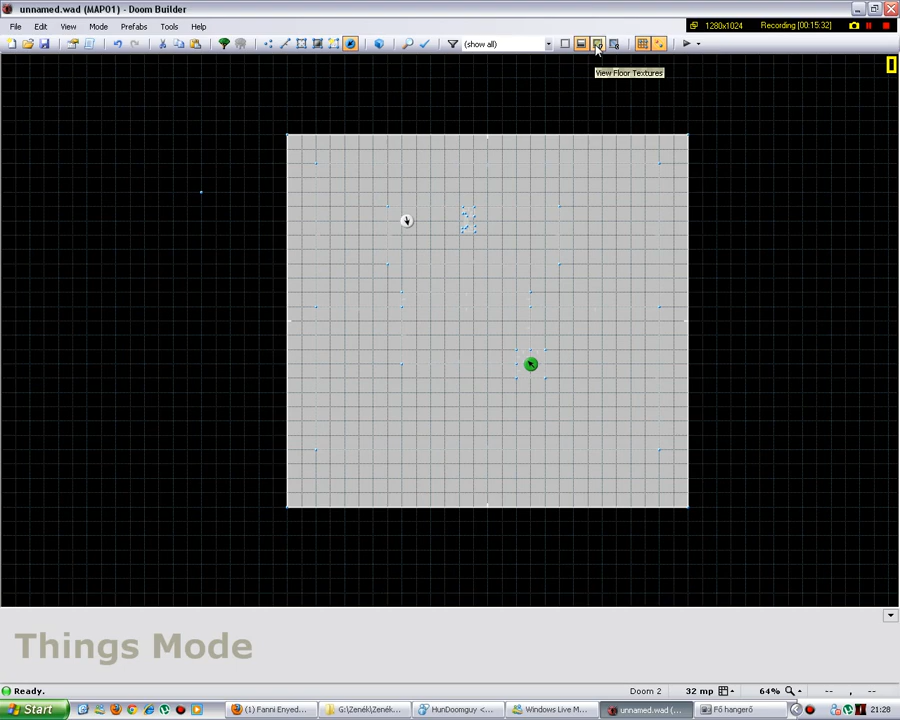 unnamed.wad (MAP01) - Doom Builder
File Edit View Mode Prefabs Tools Help
1280x1024 Recording [00:15:32]
(show all)
View Floor Textures
Things Mode
Ready. Doom 2 32 mp 64% -- , --
Start (1) Fanni Enyed... G:\Zenék\Zenék... HunDoomguy <... Windows Live M... unnamed.wad (... Fő hangerő 21:28